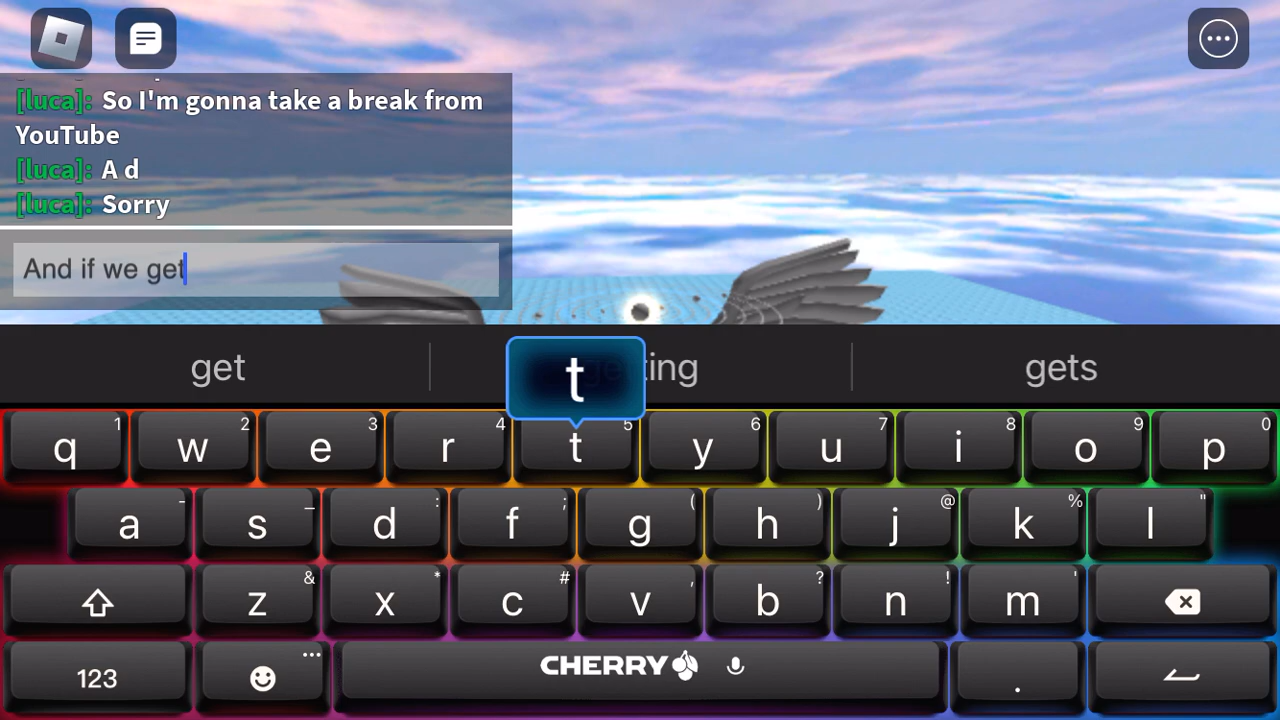 [luca]: So I'm gonna take a break from
YouTube
[luca]: A d
[luca]: Sorry
And if we get
get
ting
gets
t
q 1 w 2 e 3 r 4 t 5 y 6 u 7 i 8 o 9 p 0
a - s _ d : f ; g ( h ) j @ k % l "
z & x * c # v , b ? n ! m '
123 ... CHERRY .